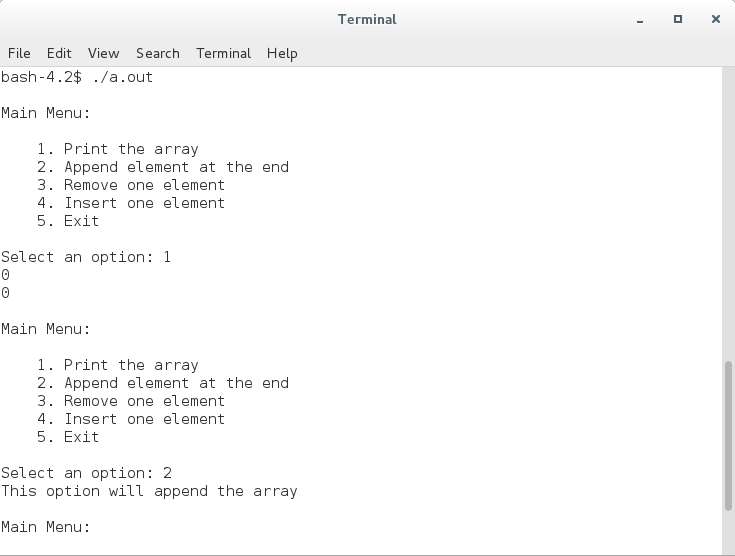 Terminal
File Edit View Search Terminal Help
bash-4.2$ ./a.out
Main Menu:
1. Print the array
2. Append element at the end
3. Remove one element
4. Insert one element
5. Exit
Select an option: 1
0
0
Main Menu:
1. Print the array
2. Append element at the end
3. Remove one element
4. Insert one element
5. Exit
Select an option: 2
This option will append the array
Main Menu: